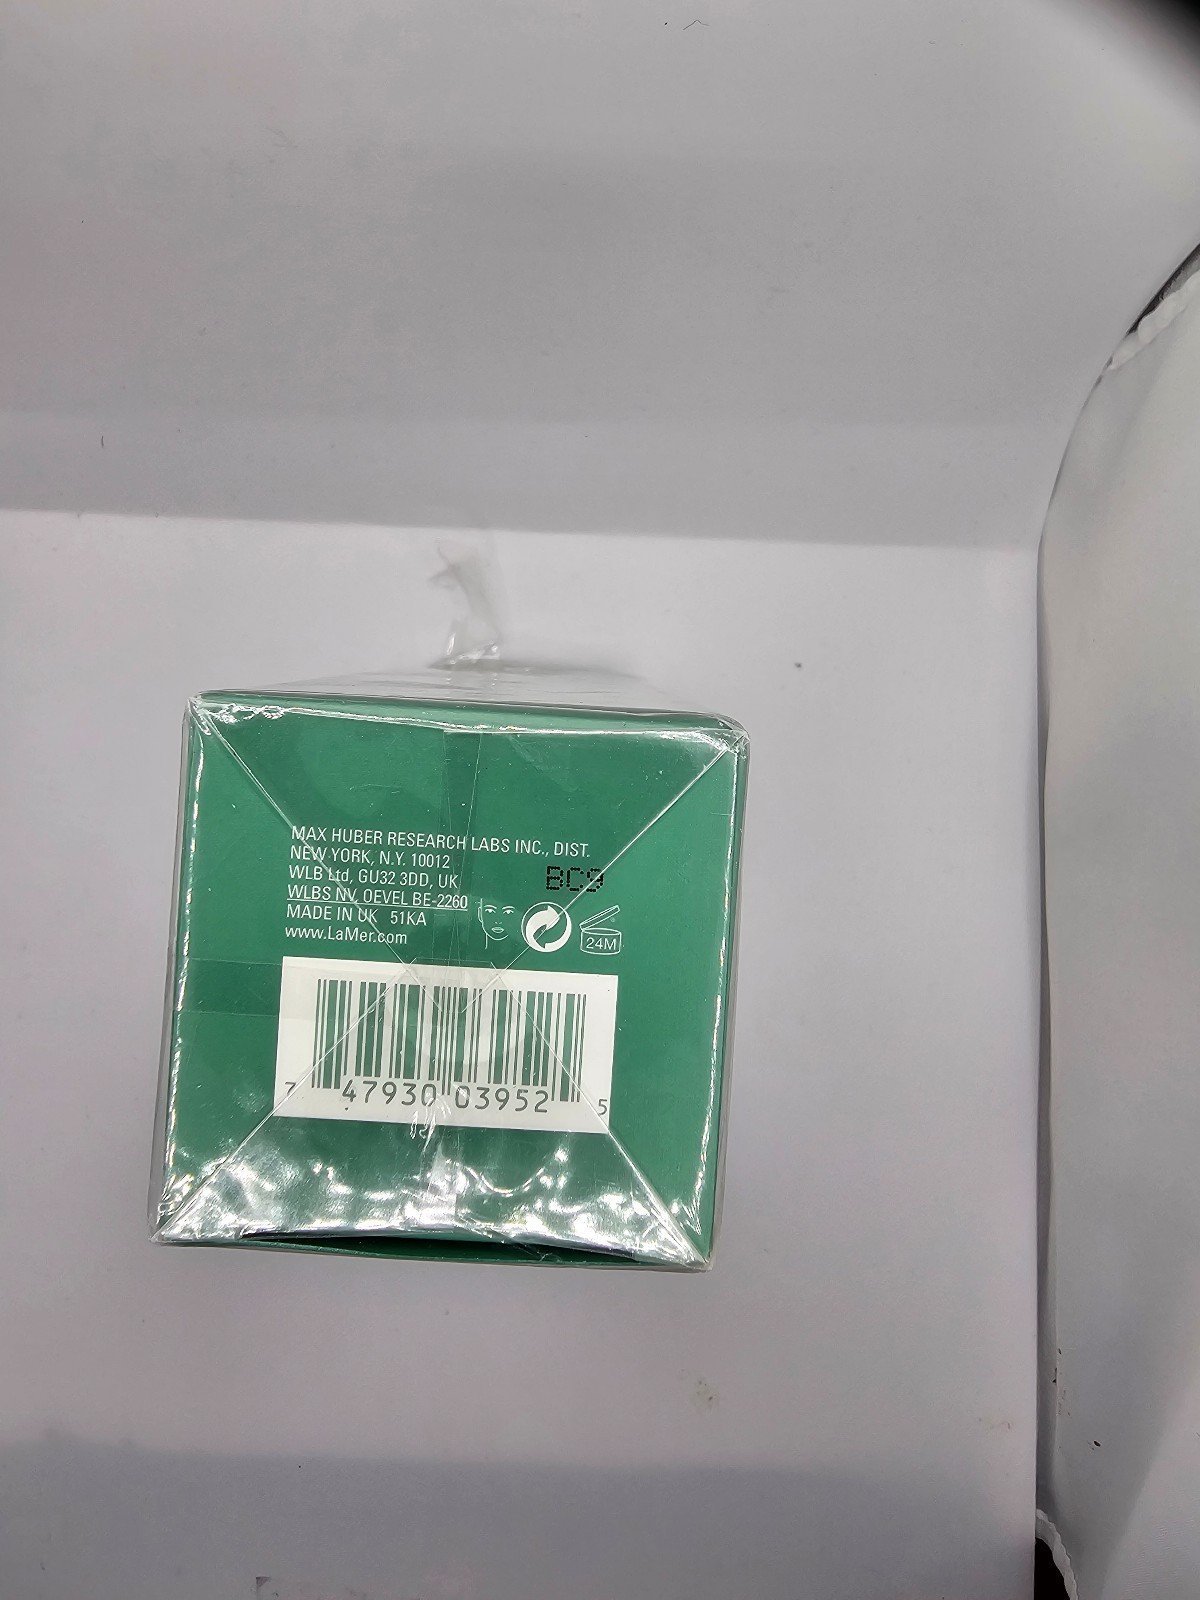 MAX HUBER RESEARCH LABS INC., DIST.
NEW YORK, N.Y. 10012
WLB Ltd, GU32 3DD, UK
BC9
WLBS NV, OEVEL BE-2260
MADE IN UK 51KA
www.LaMer.com
24M
7 47930 03952 5